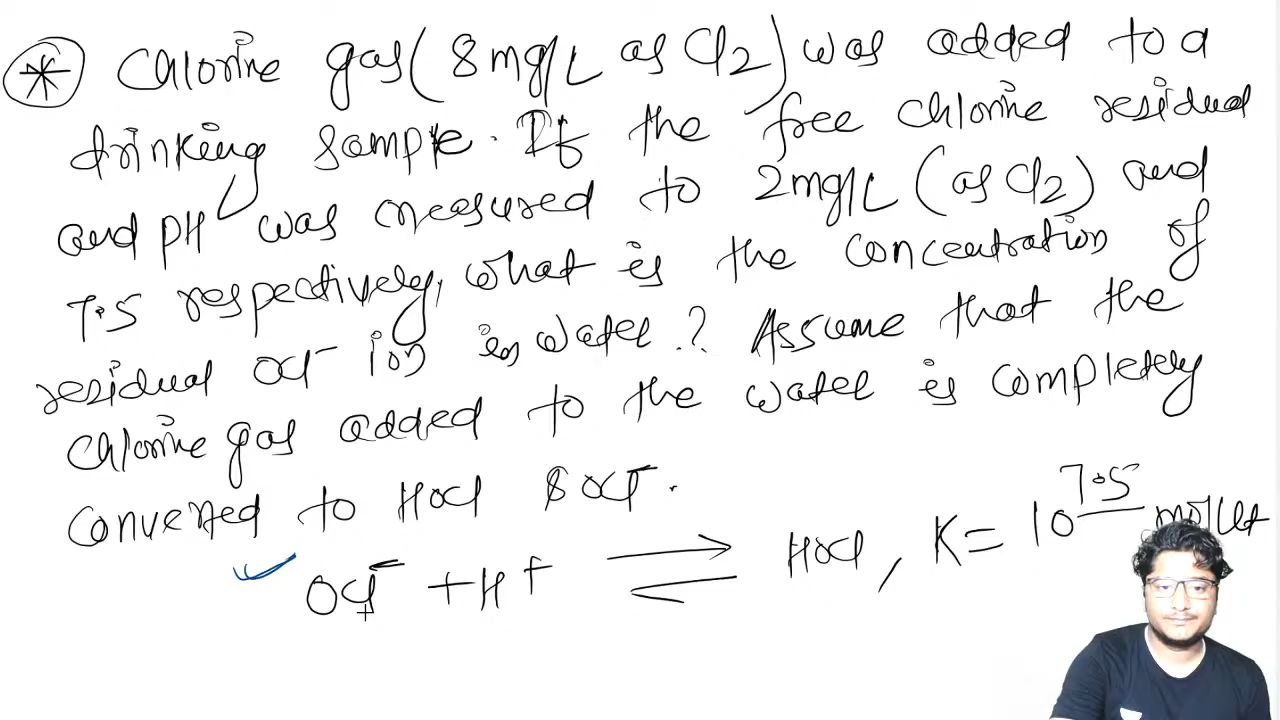 * Chlorine gas (8 mg/L as Cl2) was added to a
drinking sample. If the free chlorine residual
and pH was measured to 2mg/L (as Cl2) and
7.5 respectively, what is the concentration of
residual OCl⁻ ion in water? Assume that the
Chlorine gas added to the water is completely
converted to HOCl & OCl⁻.
OCl⁻ + H⁺ ⇌ HOCl, K = 10^7.5